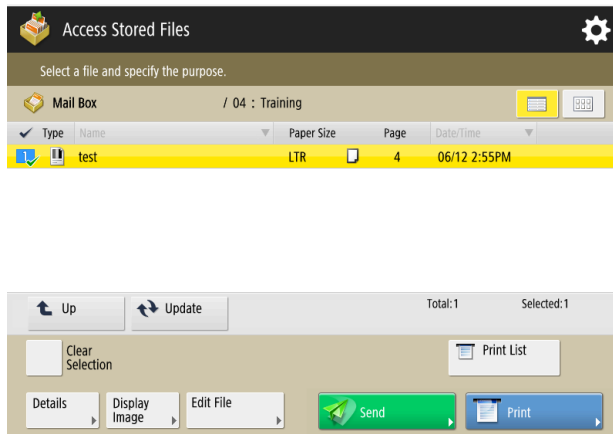 Access Stored Files
Select a file and specify the purpose.
Mail Box / 04 : Training
Type Name Paper Size Page Date/Time
1 test LTR 4 06/12 2:55PM
Up Update Total:1 Selected:1
Clear
Selection
Print List
Details Display
Image Edit File Send Print